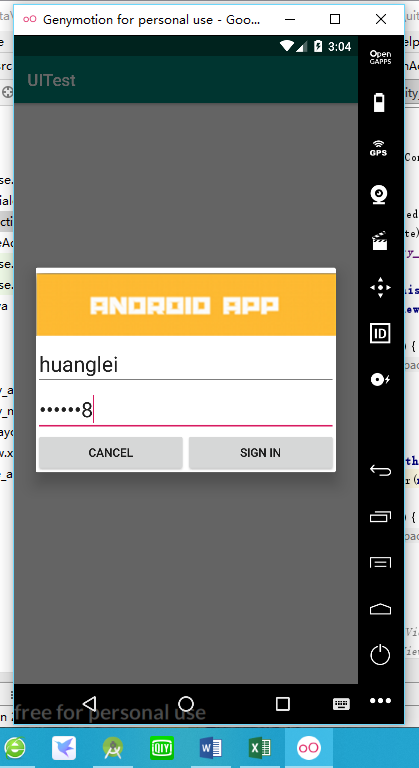 Genymotion for personal use - Goo...
3:04
UITest
ANDROID APP
huanglei
••••••8
CANCEL
SIGN IN
free for personal use
Open
GAPPS
GPS
ID